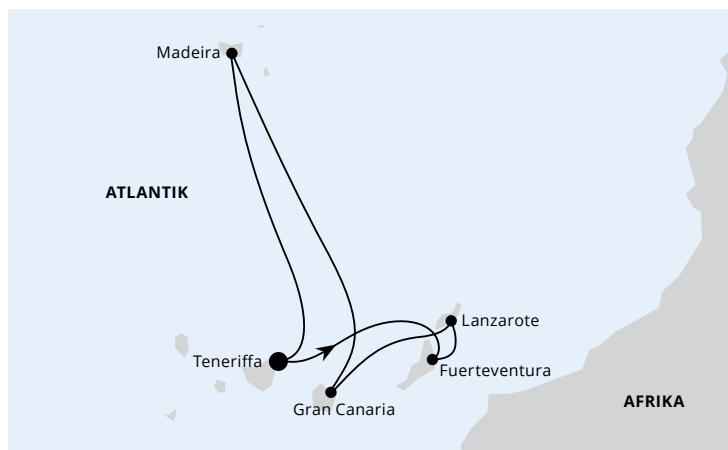 Madeira
ATLANTIK
Lanzarote
Teneriffa
Fuerteventura
Gran Canaria
AFRIKA